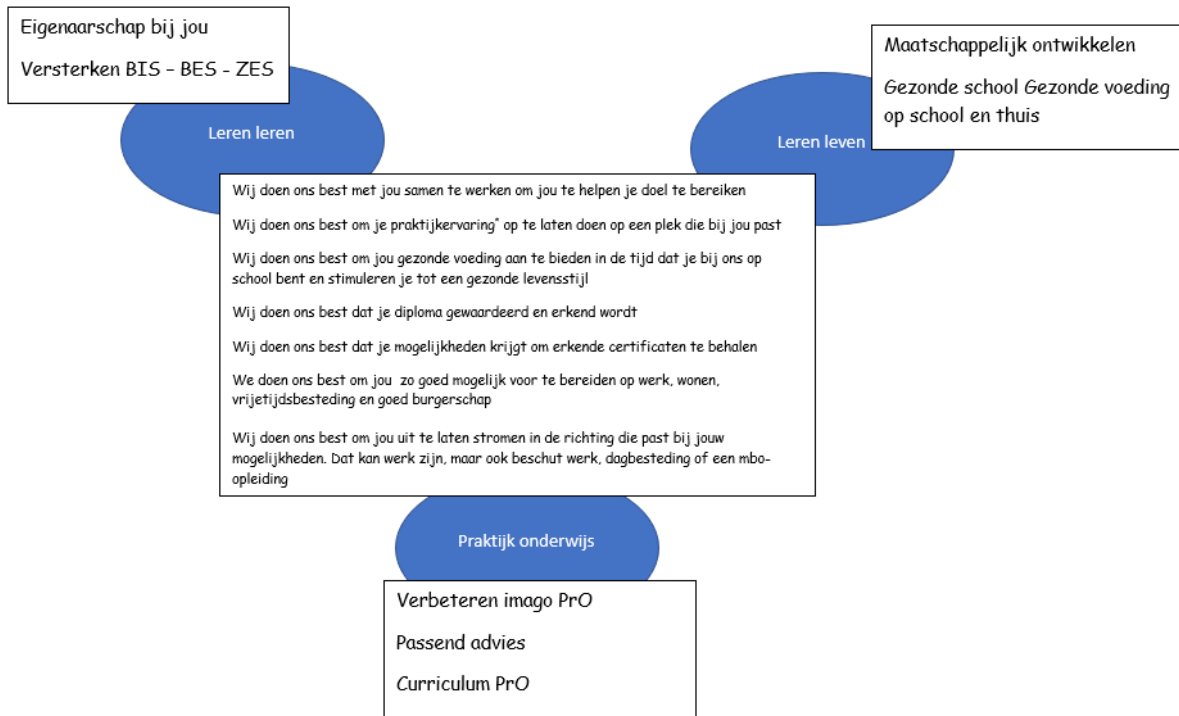 Eigenaarschap bij jou
Versterken BIS – BES - ZES
Leren leren
Maatschappelijk ontwikkelen
Gezonde school Gezonde voeding
op school en thuis
Leren leven
Wij doen ons best met jou samen te werken om jou te helpen je doel te bereiken
Wij doen ons best om je praktijkervaring* op te laten doen op een plek die bij jou past
Wij doen ons best om jou gezonde voeding aan te bieden in de tijd dat je bij ons op
school bent en stimuleren je tot een gezonde levensstijl
Wij doen ons best dat je diploma gewaardeerd en erkend wordt
Wij doen ons best dat je mogelijkheden krijgt om erkende certificaten te behalen
We doen ons best om jou  zo goed mogelijk voor te bereiden op werk, wonen,
vrijetijdsbesteding en goed burgerschap
Wij doen ons best om jou uit te laten stromen in de richting die past bij jouw
mogelijkheden. Dat kan werk zijn, maar ook beschut werk, dagbesteding of een mbo-
opleiding
Praktijk onderwijs
Verbeteren imago PrO
Passend advies
Curriculum PrO